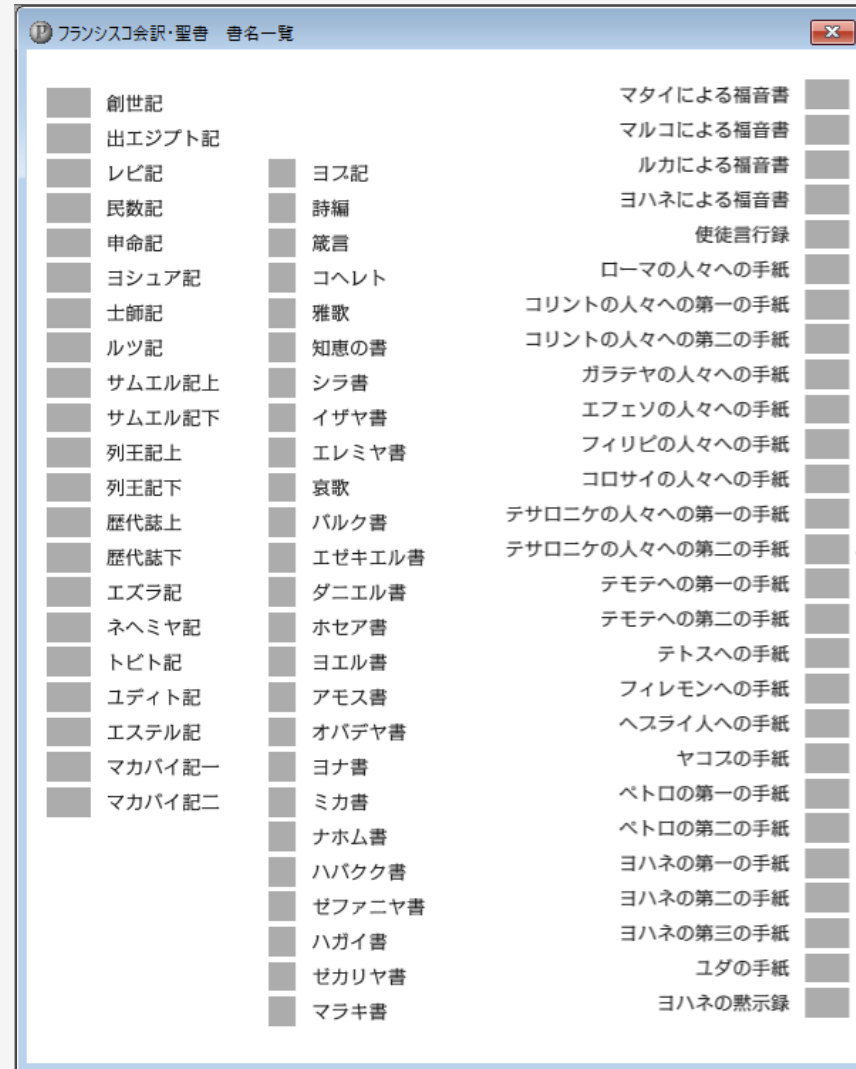 フランシスコ会訳・聖書　書名一覧
創世記
出エジプト記
レビ記
民数記
申命記
ヨシュア記
士師記
ルツ記
サムエル記上
サムエル記下
列王記上
列王記下
歴代誌上
歴代誌下
エズラ記
ネヘミヤ記
トビト記
ユディト記
エステル記
マカバイ記一
マカバイ記二
ヨブ記
詩編
箴言
コヘレト
雅歌
知恵の書
シラ書
イザヤ書
エレミヤ書
哀歌
バルク書
エゼキエル書
ダニエル書
ホセア書
ヨエル書
アモス書
オバデヤ書
ヨナ書
ミカ書
ナホム書
ハバクク書
ゼファニヤ書
ハガイ書
ゼカリヤ書
マラキ書
マタイによる福音書
マルコによる福音書
ルカによる福音書
ヨハネによる福音書
使徒言行録
ローマの人々への手紙
コリントの人々への第一の手紙
コリントの人々への第二の手紙
ガラテヤの人々への手紙
エフェソの人々への手紙
フィリピの人々への手紙
コロサイの人々への手紙
テサロニケの人々への第一の手紙
テサロニケの人々への第二の手紙
テモテへの第一の手紙
テモテへの第二の手紙
テトスへの手紙
フィレモンへの手紙
ヘブライ人への手紙
ヤコブの手紙
ペトロの第一の手紙
ペトロの第二の手紙
ヨハネの第一の手紙
ヨハネの第二の手紙
ヨハネの第三の手紙
ユダの手紙
ヨハネの黙示録